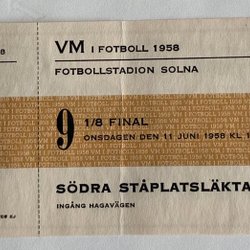 8
VM I FOTBOLL 1958
FOTBOLLSTADION SOLNA
9 1/8 FINAL
ONSDAGEN DEN 11 JUNI 1958 KL 1
SÖDRA STÅPLATSLÄKTA
INGÅNG HAGAVÄGEN